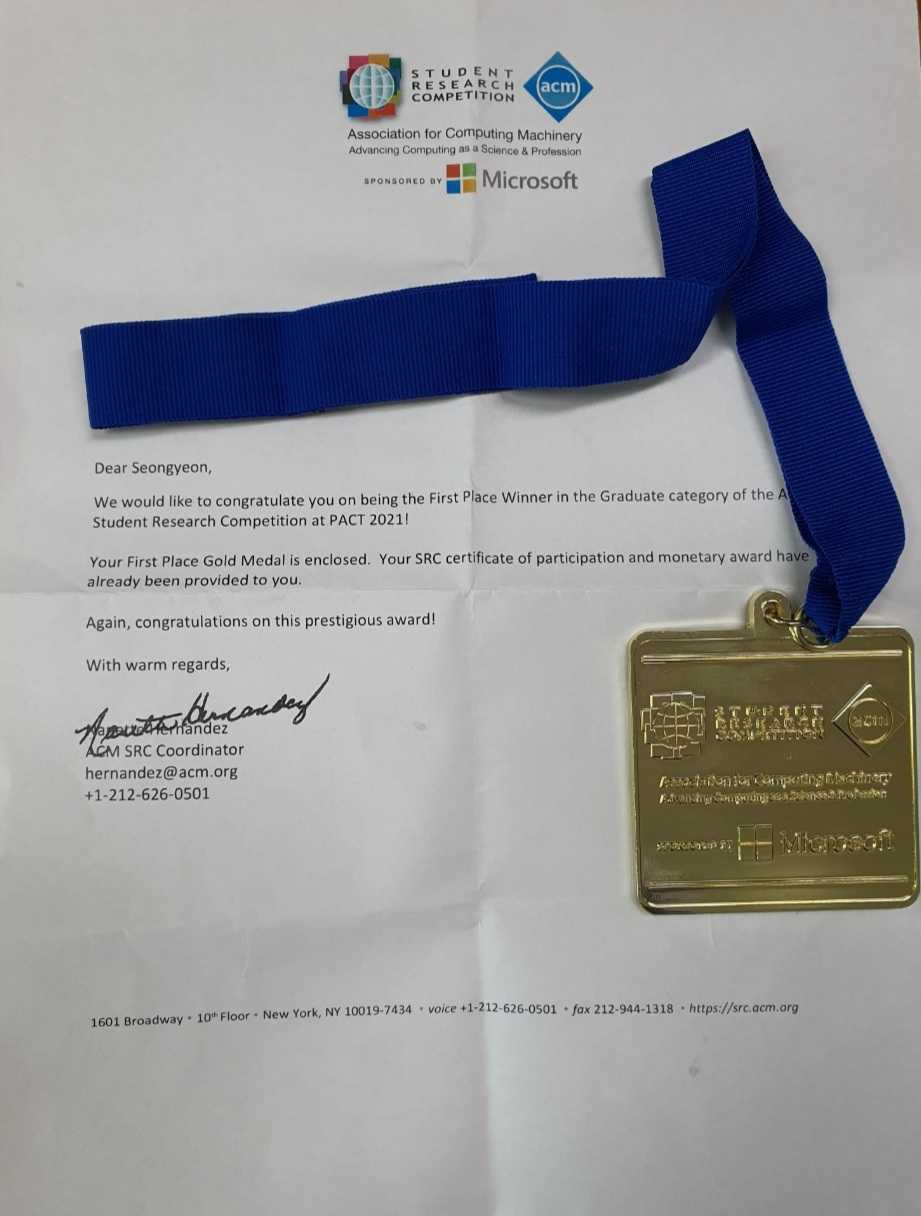 STUDENT
RESEARCH
COMPETITION
acm
Association for Computing Machinery
Advancing Computing as a Science & Profession
SPONSORED BY Microsoft
Dear Seongyeon,
We would like to congratulate you on being the First Place Winner in the Graduate category of the A
Student Research Competition at PACT 2021!
Your First Place Gold Medal is enclosed. Your SRC certificate of participation and monetary award have
already been provided to you.
Again, congratulations on this prestigious award!
With warm regards,
Hernandez
Hernandez
ACM SRC Coordinator
hernandez@acm.org
+1-212-626-0501
STUDENT
RESEARCH
COMPETITION
acm
Association for Computing Machinery
Advancing Computing as a Science & Profession
SPONSORED BY Microsoft
1601 Broadway • 10th Floor • New York, NY 10019-7434 • voice +1-212-626-0501 • fax 212-944-1318 • https://src.acm.org